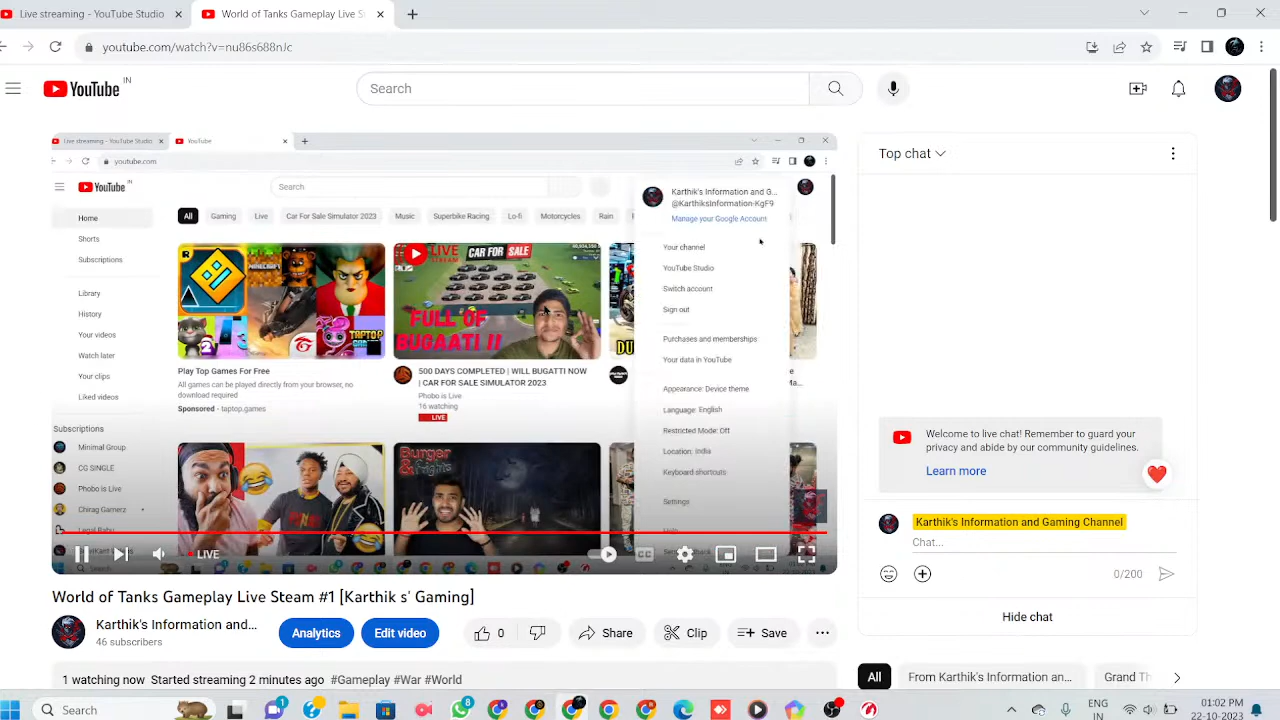 Live streaming - YouTube Studio
World of Tanks Gameplay Live St
youtube.com/watch?v=nu86s688n/c
YouTube IN
Search
Live streaming - YouTube Studio
YouTube
youtube.com
YouTube
Search
Home
Shorts
Subscriptions
Library
History
Your videos
Watch later
Your clips
Liked videos
Subscriptions
Minimal Group
CG SINGLE
Phobo is Live
Chirag Gamerz
All
Gaming
Live
Car For Sale Simulator 2023
Music
Superbike Racing
Lo-fi
Motorcycles
Rain
MINECRAFT
TAPTOP
LIVE
STREAM
CAR FOR SALE
FULL OF
BUGAATI !!
Play Top Games For Free
All games can be played directly from your browser, no
download required
Sponsored · taptop.games
500 DAYS COMPLETED | WILL BUGATTI NOW
| CAR FOR SALE SIMULATOR 2023
Phobo is Live
16 watching
LIVE
Burger
& Frights
Karthik's Information and G...
@KarthiksInformation-KgF9
Manage your Google Account
Your channel
YouTube Studio
Switch account
Sign out
Purchases and memberships
Your data in YouTube
Appearance: Device theme
Language: English
Restricted Mode: Off
Location: India
Keyboard shortcuts
Settings
LIVE
CC
World of Tanks Gameplay Live Steam #1 [Karthik s' Gaming]
Karthik's Information and...
46 subscribers
Analytics
Edit video
0
Share
Clip
Save
1 watching now Started streaming 2 minutes ago #Gameplay #War #World
Top chat
Welcome to live chat! Remember to guard your
privacy and abide by our community guidelines.
Learn more
Karthik's Information and Gaming Channel
Chat...
0/200
Hide chat
All
From Karthik's Information an...
Grand Th
Search
01:02 PM
22-10-2023